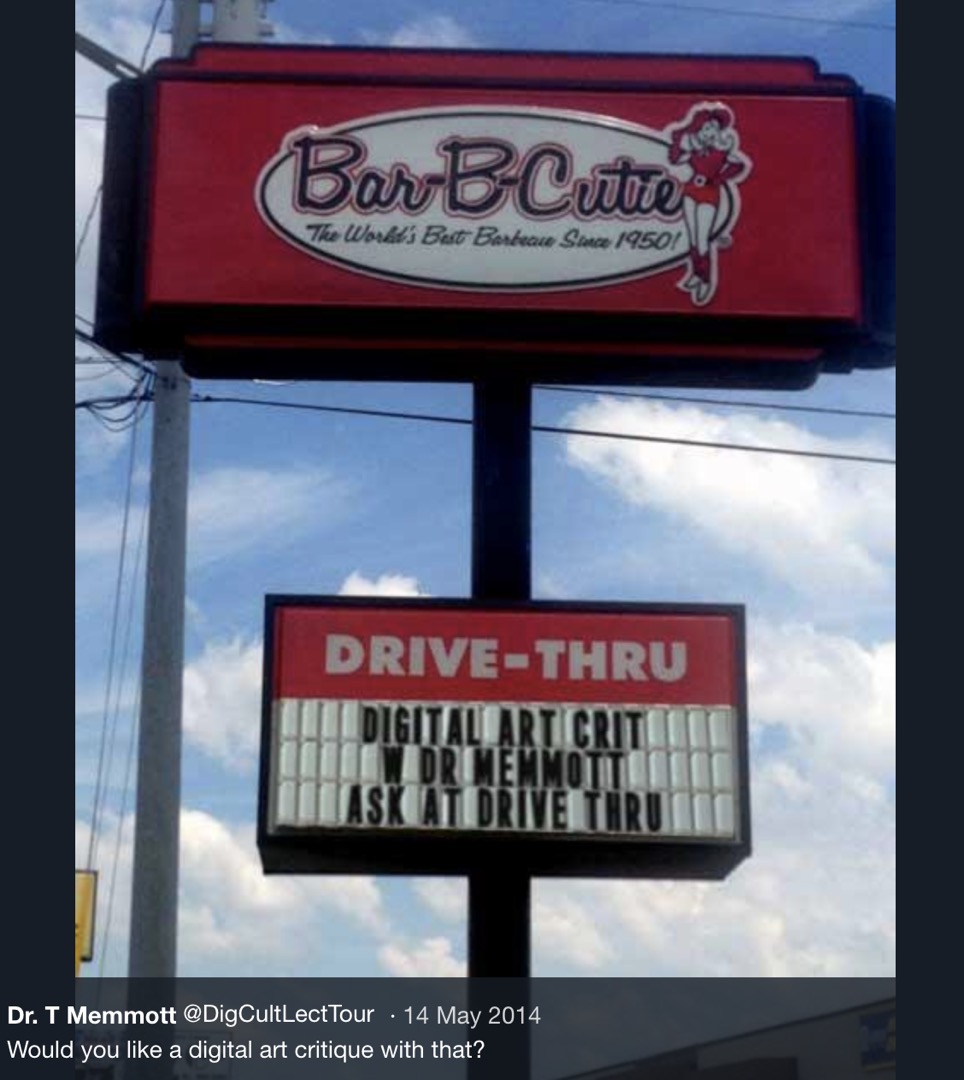 Bar-B-Cutie
The World's Best Barbecue Since 1950!
®
DRIVE-THRU
DIGITAL ART CRIT
W DR MEMMOTT
ASK AT DRIVE THRU
Dr. T Memmott @DigCultLectTour · 14 May 2014
Would you like a digital art critique with that?